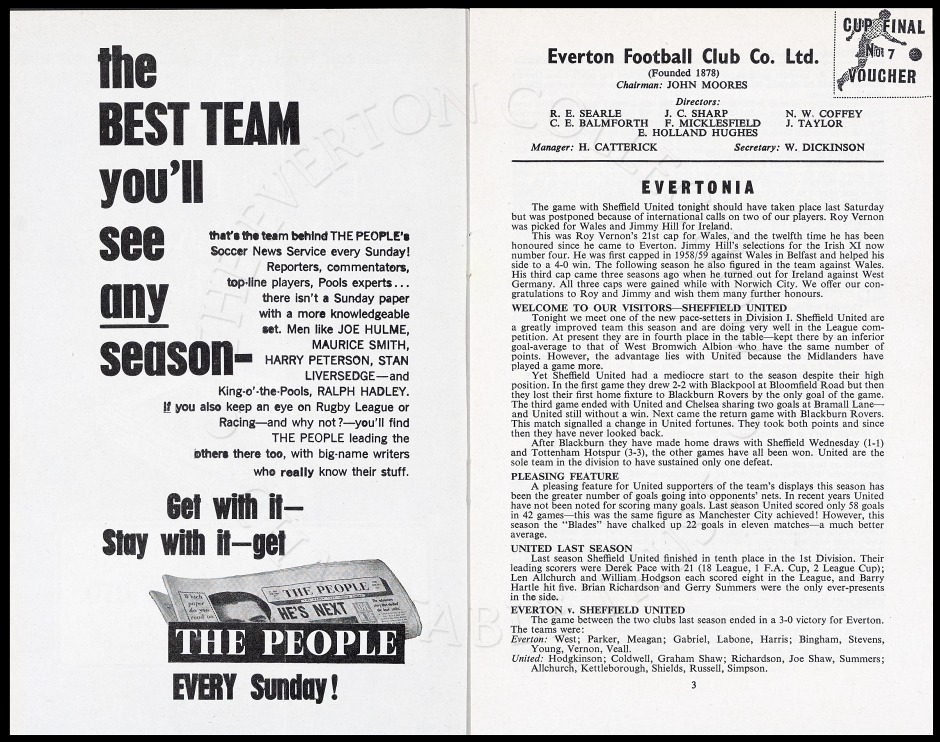 the
BEST TEAM
you'll
see
any
season-
that's the team behind THE PEOPLE's
Soccer News Service every Sunday!
Reporters, commentators,
top-line players, Pools experts...
there isn't a Sunday paper
with a more knowledgeable
set. Men like JOE HULME,
MAURICE SMITH,
HARRY PETERSON, STAN
LIVERSEDGE—and
King-o'-the-Pools, RALPH HADLEY.
If you also keep an eye on Rugby League or
Racing—and why not?—you'll find
THE PEOPLE leading the
others there too, with big-name writers
who really know their stuff.
Get with it—
Stay with it—get
Which
paper
do you
read
THE PEOPLE
HE'S NEXT
THE PEOPLE
EVERY Sunday!
CUP FINAL
No 7
VOUCHER
Everton Football Club Co. Ltd.
(Founded 1878)
Chairman: JOHN MOORES
Directors:
R. E. SEARLE J. C. SHARP N. W. COFFEY
C. E. BALMFORTH F. MICKLESFIELD J. TAYLOR
E. HOLLAND HUGHES
Manager: H. CATTERICK Secretary: W. DICKINSON
EVERTONIA
The game with Sheffield United tonight should have taken place last Saturday
but was postponed because of international calls on two of our players. Roy Vernon
was picked for Wales and Jimmy Hill for Ireland.
This was Roy Vernon's 21st cap for Wales, and the twelfth time he has been
honoured since he came to Everton. Jimmy Hill's selections for the Irish XI now
number four. He was first capped in 1958/59 against Wales in Belfast and helped his
side to a 4-0 win. The following season he also figured in the team against Wales.
His third cap came three seasons ago when he turned out for Ireland against West
Germany. All three caps were gained while with Norwich City. We offer our con-
gratulations to Roy and Jimmy and wish them many further honours.
WELCOME TO OUR VISITORS—SHEFFIELD UNITED
Tonight we meet one of the new pace-setters in Division I. Sheffield United are
a greatly improved team this season and are doing very well in the League com-
petition. At present they are in fourth place in the table—kept there by an inferior
goal-average to that of West Bromwich Albion who have the same number of
points. However, the advantage lies with United because the Midlanders have
played a game more.
Yet Sheffield United had a mediocre start to the season despite their high
position. In the first game they drew 2-2 with Blackpool at Bloomfield Road but then
they lost their first home fixture to Blackburn Rovers by the only goal of the game.
The third game ended with United and Chelsea sharing two goals at Bramall Lane—
and United still without a win. Next came the return game with Blackburn Rovers.
This match signalled a change in United fortunes. They took both points and since
then they have never looked back.
After Blackburn they have made home draws with Sheffield Wednesday (1-1)
and Tottenham Hotspur (3-3), the other games have all been won. United are the
sole team in the division to have sustained only one defeat.
PLEASING FEATURE
A pleasing feature for United supporters of the team's displays this season has
been the greater number of goals going into opponents' nets. In recent years United
have not been noted for scoring many goals. Last season United scored only 58 goals
in 42 games—this was the same figure as Manchester City achieved! However, this
season the "Blades" have chalked up 22 goals in eleven matches—a much better
average.
UNITED LAST SEASON
Last season Sheffield United finished in tenth place in the 1st Division. Their
leading scorers were Derek Pace with 21 (18 League, 1 F.A. Cup, 2 League Cup);
Len Allchurch and William Hodgson each scored eight in the League, and Barry
Hartle hit five. Brian Richardson and Gerry Summers were the only ever-presents
in the side.
EVERTON v. SHEFFIELD UNITED
The game between the two clubs last season ended in a 3-0 victory for Everton.
The teams were:
Everton: West; Parker, Meagan; Gabriel, Labone, Harris; Bingham, Stevens,
Young, Vernon, Veall.
United: Hodgkinson; Coldwell, Graham Shaw; Richardson, Joe Shaw, Summers;
Allchurch, Kettleborough, Shields, Russell, Simpson.
3